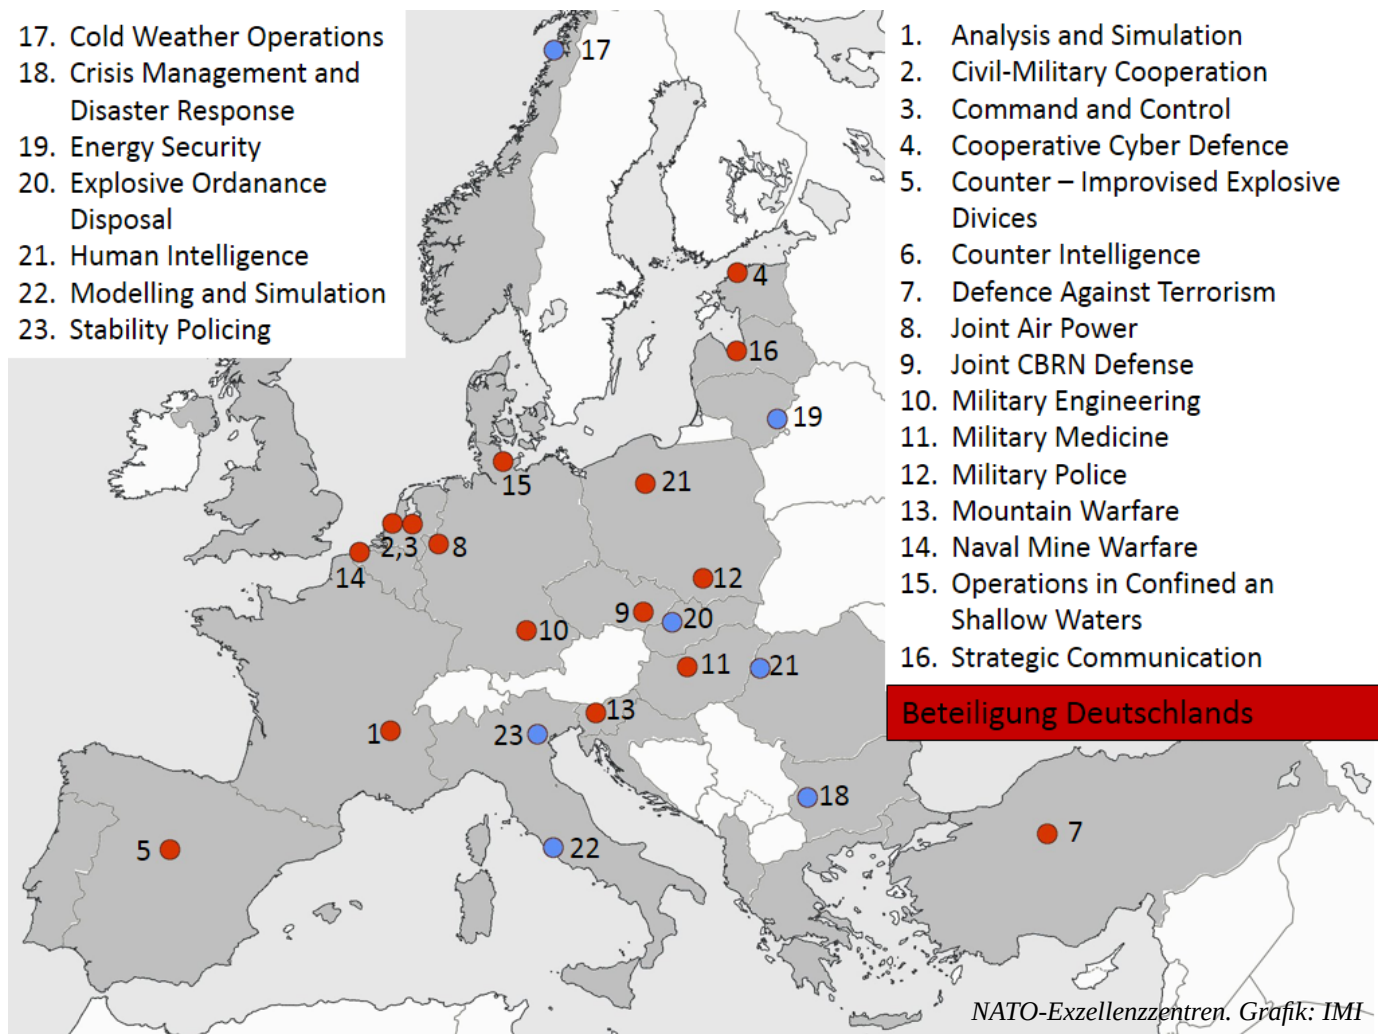 17. Cold Weather Operations
18. Crisis Management and
Disaster Response
19. Energy Security
20. Explosive Ordanance
Disposal
21. Human Intelligence
22. Modelling and Simulation
23. Stability Policing
1. Analysis and Simulation
2. Civil-Military Cooperation
3. Command and Control
4. Cooperative Cyber Defence
5. Counter – Improvised Explosive
Divices
6. Counter Intelligence
7. Defence Against Terrorism
8. Joint Air Power
9. Joint CBRN Defense
10. Military Engineering
11. Military Medicine
12. Military Police
13. Mountain Warfare
14. Naval Mine Warfare
15. Operations in Confined an
Shallow Waters
16. Strategic Communication
Beteiligung Deutschlands
17
4
16
19
15
21
2,3
8
14
12
9
20
10
11
21
13
1
23
18
7
5
22
NATO-Exzellenzzentren. Grafik: IMI